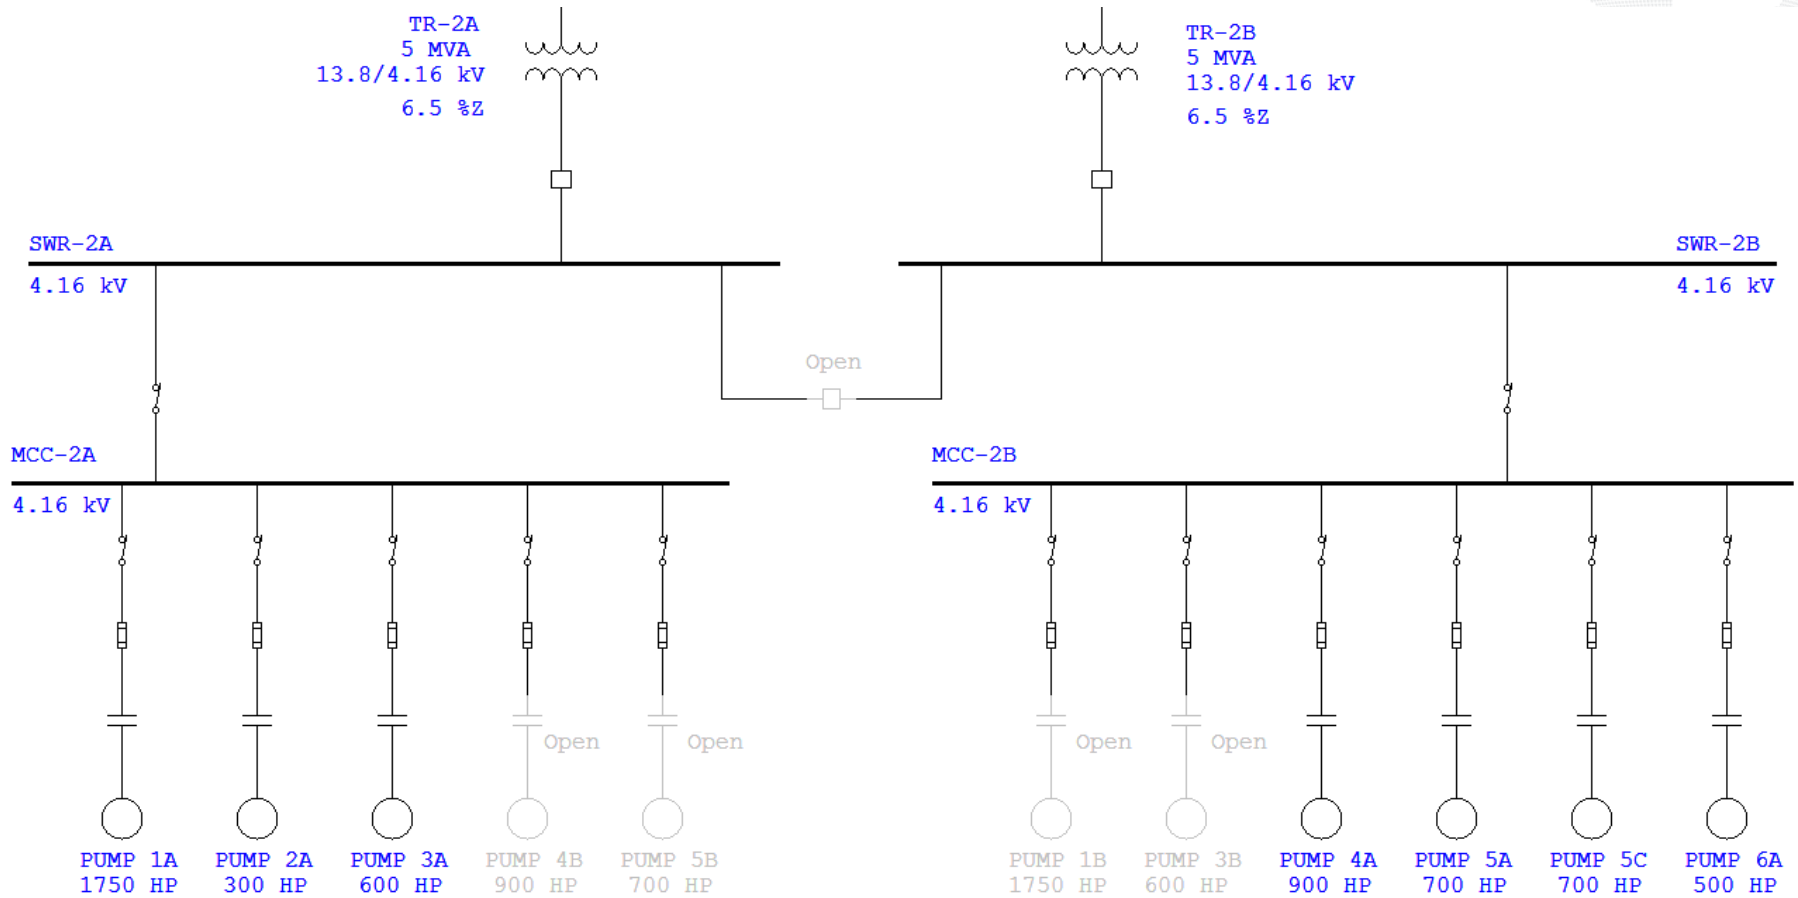 TR-2A
5 MVA
13.8/4.16 kV
6.5 %Z
TR-2B
5 MVA
13.8/4.16 kV
6.5 %Z
SWR-2A
4.16 kV
SWR-2B
4.16 kV
Open
MCC-2A
4.16 kV
MCC-2B
4.16 kV
Open
Open
Open
Open
PUMP 1A
1750 HP
PUMP 2A
300 HP
PUMP 3A
600 HP
PUMP 4B
900 HP
PUMP 5B
700 HP
PUMP 1B
1750 HP
PUMP 3B
600 HP
PUMP 4A
900 HP
PUMP 5A
700 HP
PUMP 5C
700 HP
PUMP 6A
500 HP